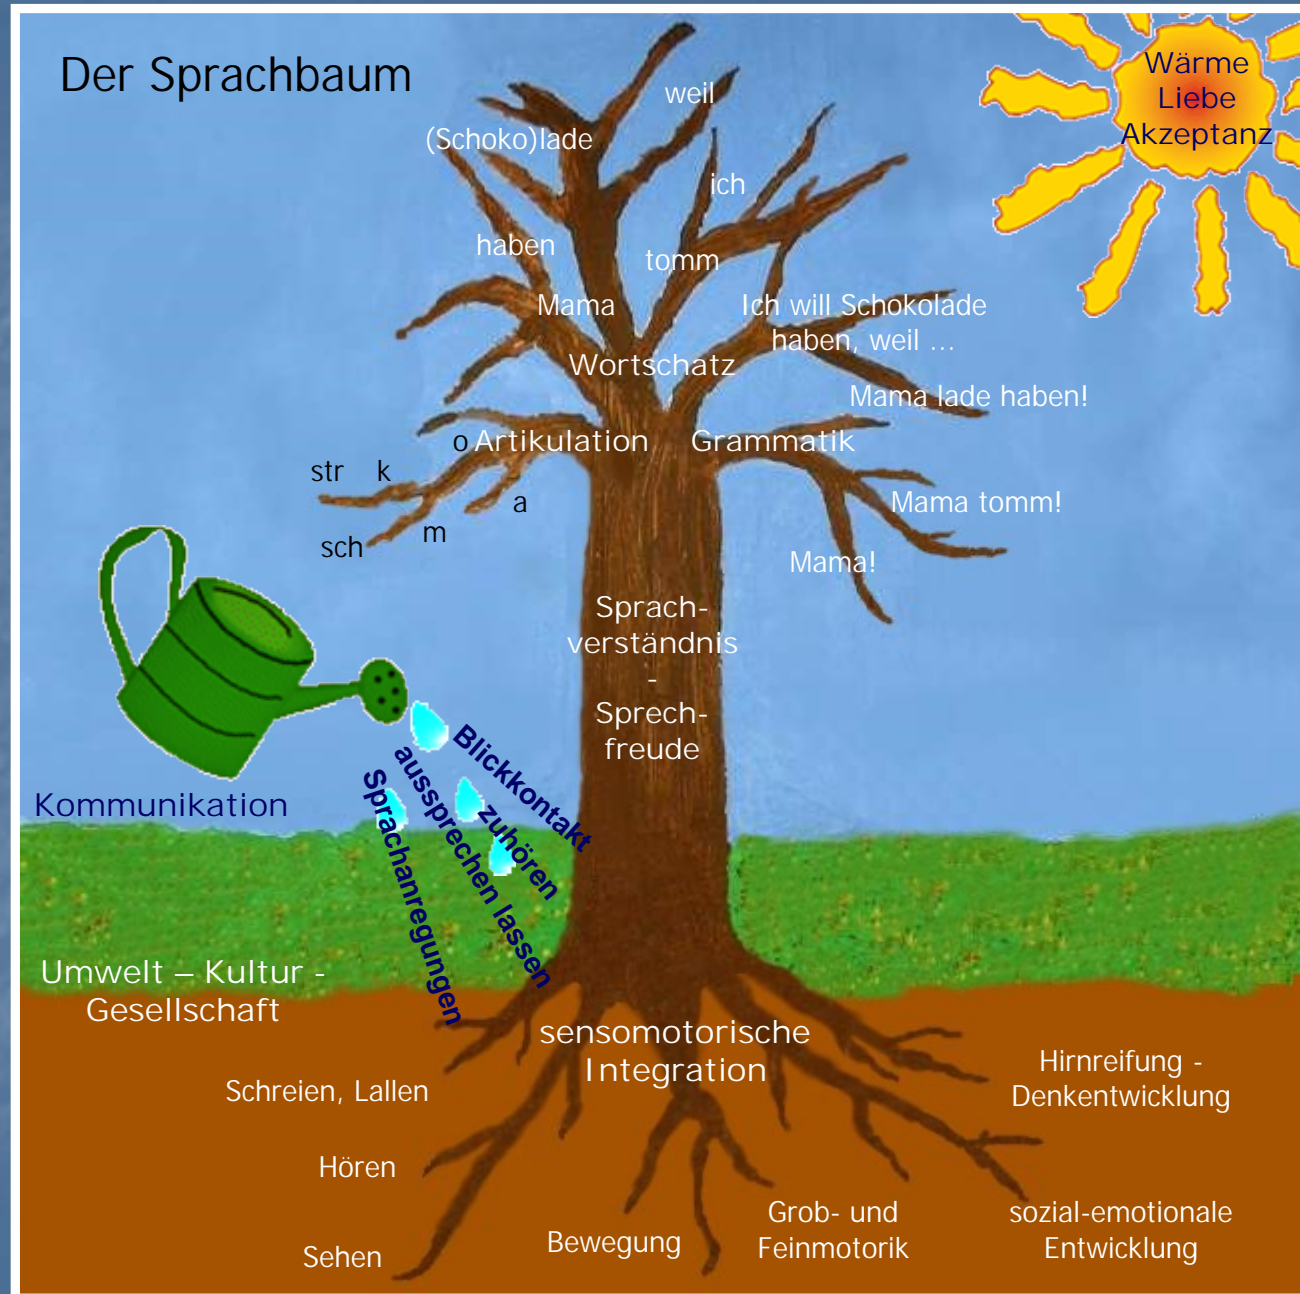 Der Sprachbaum
Wärme
Liebe
Akzeptanz
weil
(Schoko)lade
ich
haben
tomm
Mama
Ich will Schokolade
haben, weil ...
Wortschatz
Mama lade haben!
o
Artikulation
Grammatik
str
k
a
Mama tomm!
m
sch
Mama!
Sprach-
verständnis
-
Sprech-
freude
Kommunikation
Blickkontakt
zuhören
aussprechen lassen
Sprachanregungen
Umwelt – Kultur -
Gesellschaft
sensomotorische
Integration
Schreien, Lallen
Hirnreifung -
Denkentwicklung
Hören
Sehen
Bewegung
Grob- und
Feinmotorik
sozial-emotionale
Entwicklung